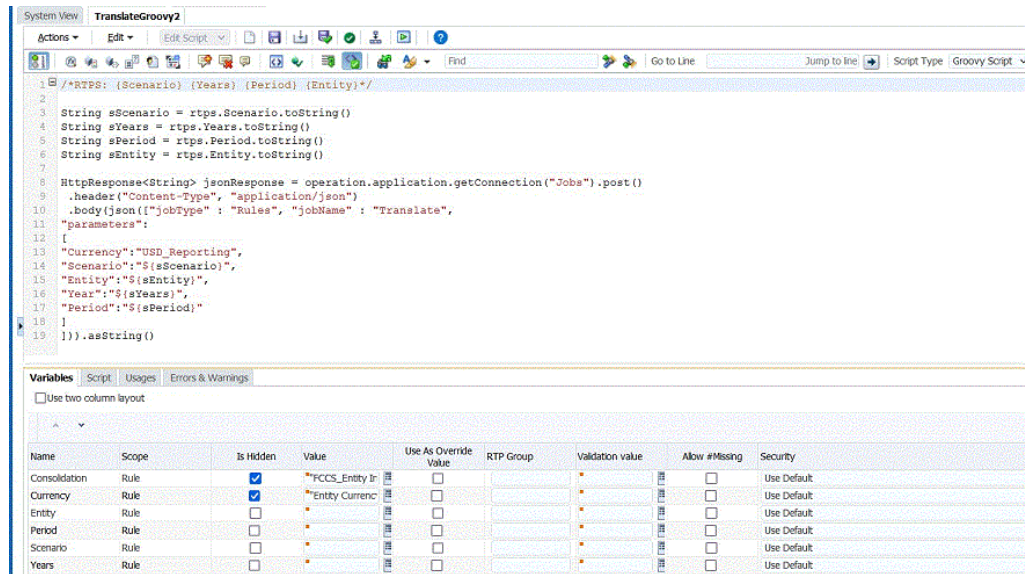 System View TranslateGroovy2
Actions Edit Edit Script
Find Go to Line Jump to line Script Type Groovy Script
1 /*RTPS: {Scenario} {Years} {Period} {Entity}*/
2
3 String sScenario = rtps.Scenario.toString()
4 String sYears = rtps.Years.toString()
5 String sPeriod = rtps.Period.toString()
6 String sEntity = rtps.Entity.toString()
7
8 HttpResponse<String> jsonResponse = operation.application.getConnection("Jobs").post()
9 .header("Content-Type", "application/json")
10 .body(json(["jobType" : "Rules", "jobName" : "Translate",
11 "parameters":
12 [
13 "Currency":"USD_Reporting",
14 "Scenario":"${sScenario}",
15 "Entity":"${sEntity}",
16 "Year":"${sYears}",
17 "Period":"${sPeriod}"
18 ]
19 ])).asString()
Variables Script Usages Errors & Warnings
Use two column layout
Name Scope Is Hidden Value Use As Override Value RTP Group Validation value Allow #Missing Security
Consolidation Rule "FCCS_Entity In Use Default
Currency Rule "Entity Currenc Use Default
Entity Rule Use Default
Period Rule Use Default
Scenario Rule Use Default
Years Rule Use Default